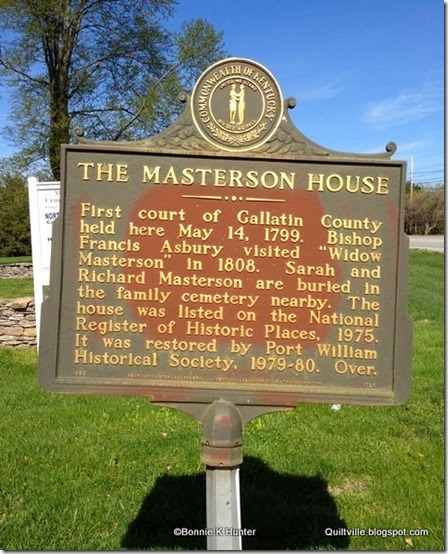 COMMONWEALTH OF KENTUCKY
THE MASTERSON HOUSE
First court of Gallatin County
held here May 14, 1799. Bishop
Francis Asbury visited "Widow
Masterson" in 1808. Sarah and
Richard Masterson are buried in
the family cemetery nearby. The
house was listed on the National
Register of Historic Places, 1975.
It was restored by Port William
Historical Society, 1979-80. Over.
©Bonnie K Hunter
Quiltville.blogspot.com